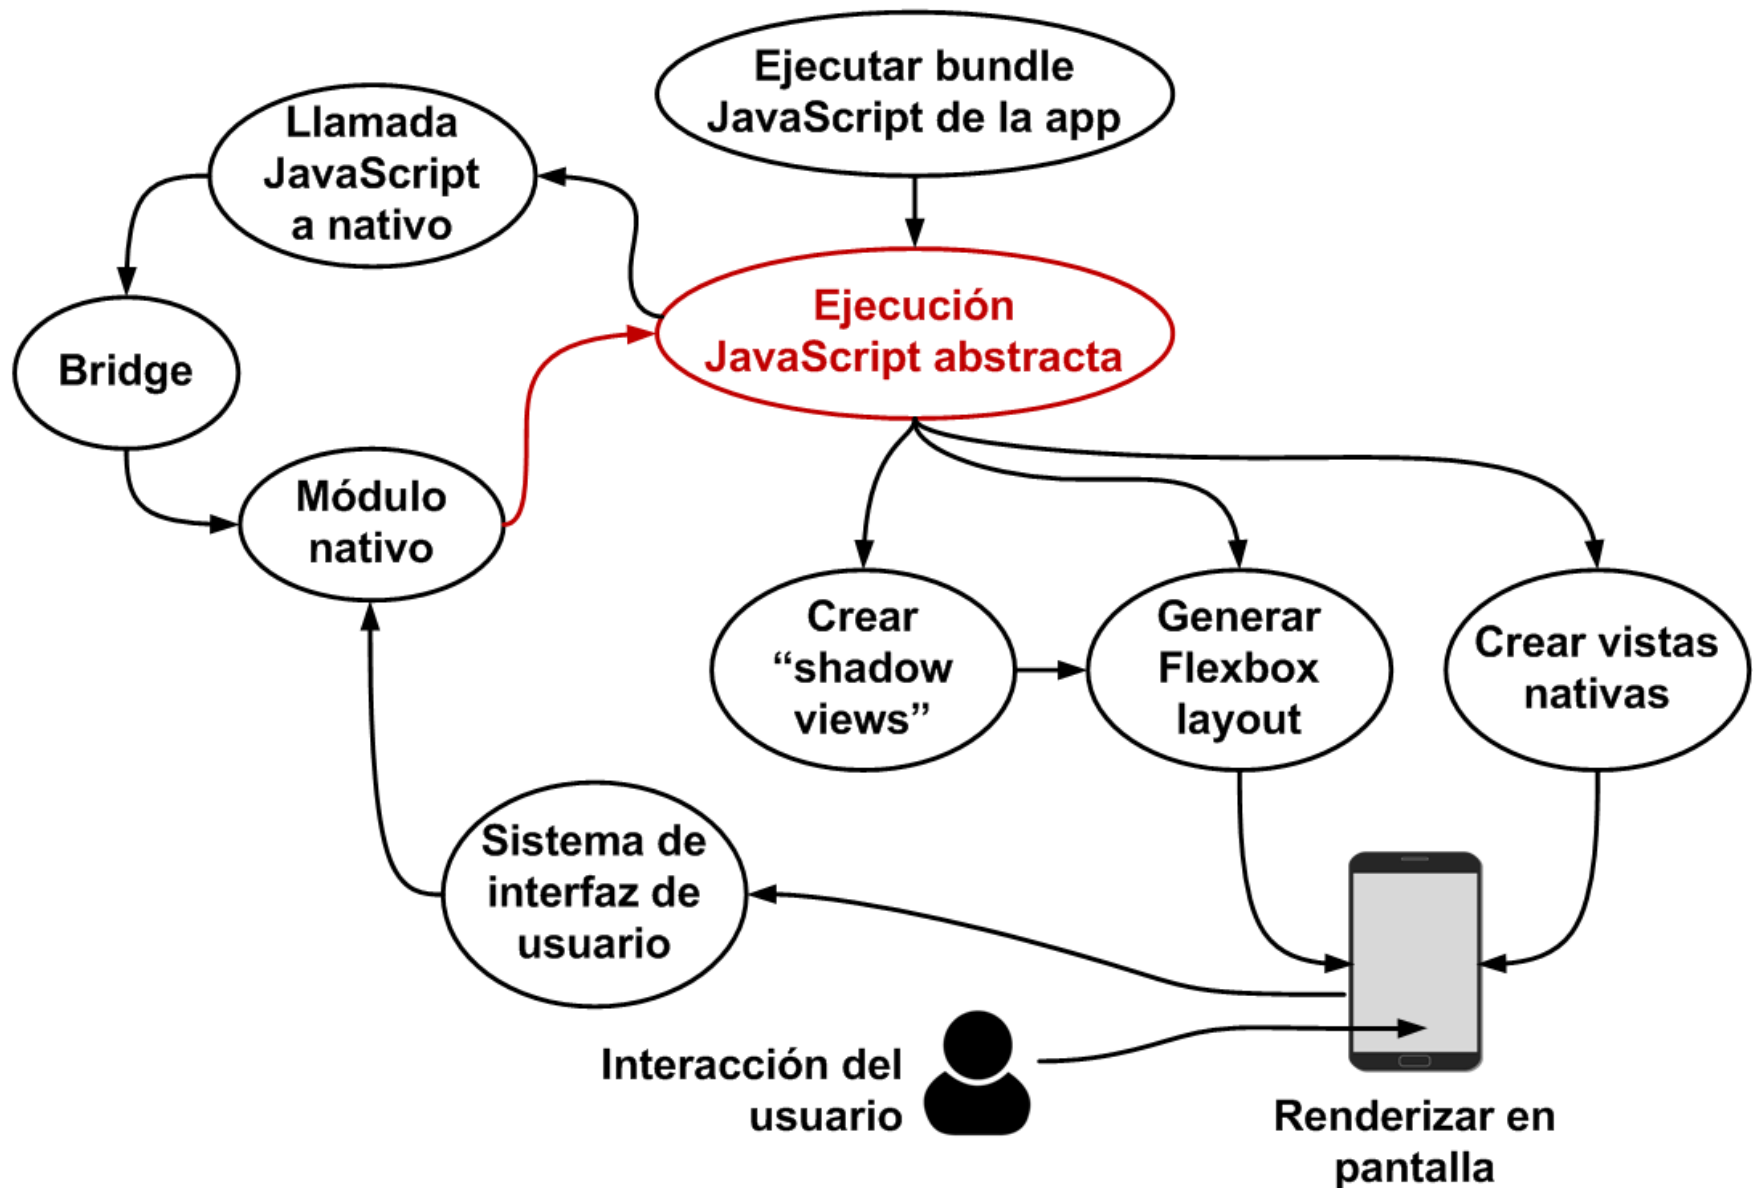 Ejecutar bundle
JavaScript de la app
Llamada
JavaScript
a nativo
Ejecución
JavaScript abstracta
Bridge
Módulo
nativo
Crear
“shadow
views”
Generar
Flexbox
layout
Crear vistas
nativas
Sistema de
interfaz de
usuario
Interacción del
usuario
Renderizar en
pantalla